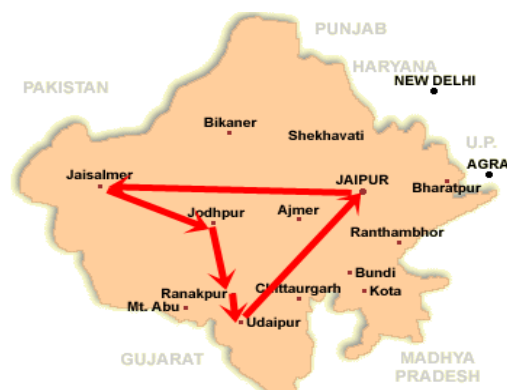 PUNJAB
HARYANA
PAKISTAN
NEW DELHI
Bikaner
Shekhavati
U.P.
AGRA
Jaisalmer
JAIPUR
Bharatpur
Jodhpur
Ajmer
Ranthambhor
Bundi
Ranakpur
Chittaurgarh
Kota
Mt. Abu
Udaipur
GUJARAT
MADHYA
PRADESH